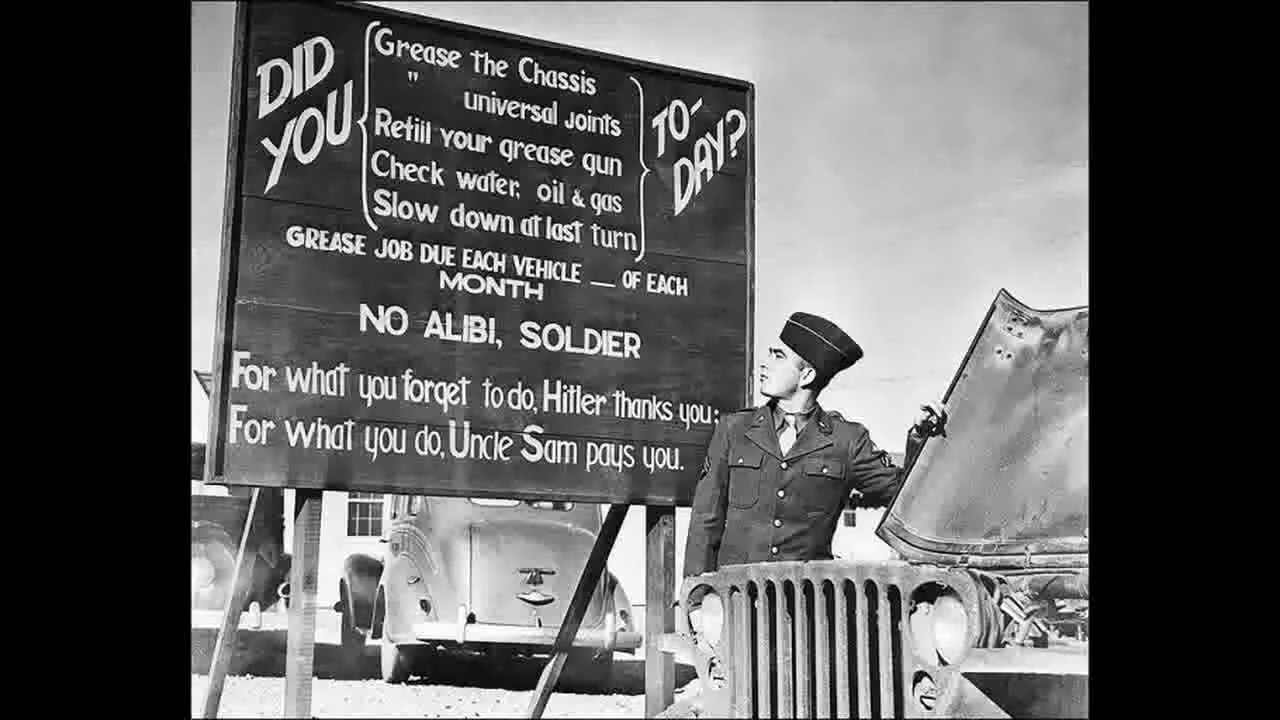 DID
YOU
Grease the Chassis
" universal joints
Refill your grease gun
Check water, oil & gas
Slow down at last turn
TO-
DAY?
GREASE JOB DUE EACH VEHICLE __ OF EACH
MONTH
NO ALIBI, SOLDIER
For what you forget to do, Hitler thanks you;
For what you do, Uncle Sam pays you.